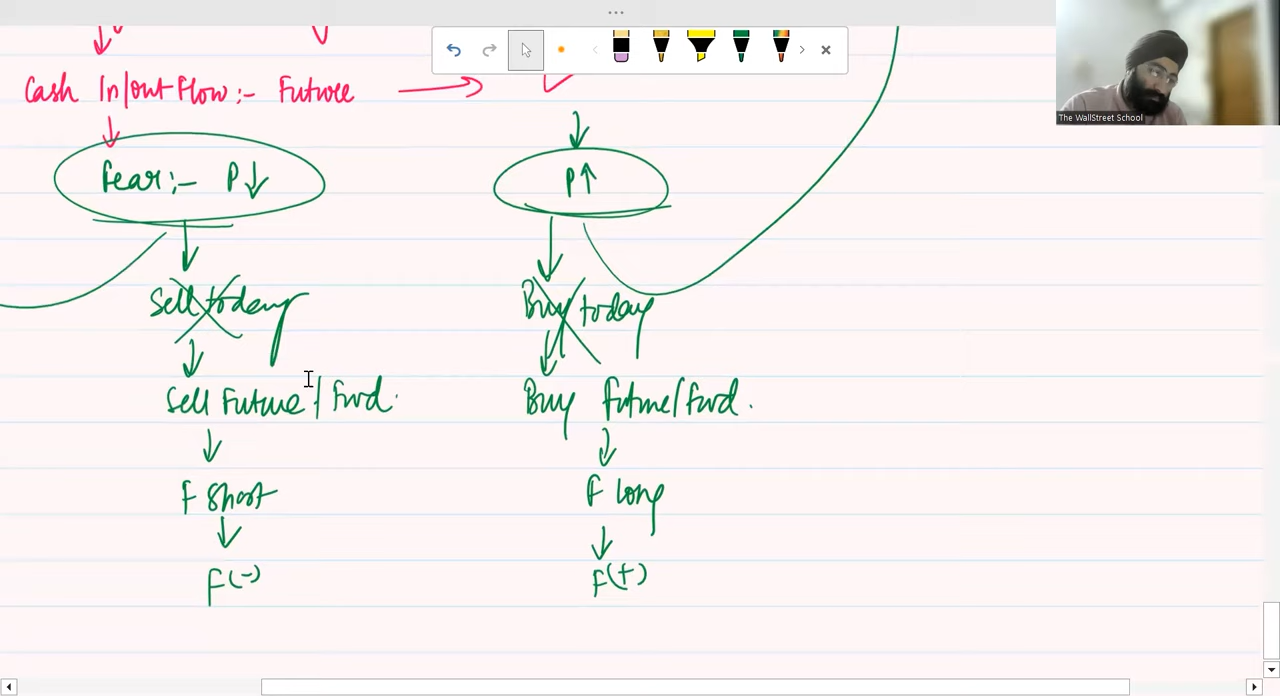 The WallStreet School
Cash In/out Flow:- Future →
Fear:- P↓
P↑
Sell today
Buy today
Sell Future/Fwd.
Buy Future/Fwd.
F Short
F long
F(-)
F(+)